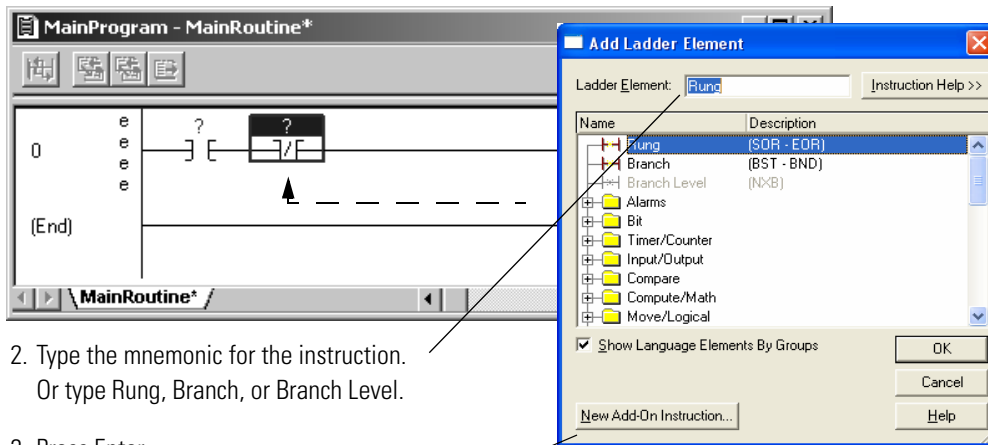 MainProgram - MainRoutine*
0
e
e
e
e
?
?
(End)
MainRoutine*
Add Ladder Element
Ladder Element: Rung
Instruction Help >>
Name Description
Rung (SOR - EOR)
Branch (BST - BND)
Branch Level (NXB)
Alarms
Bit
Timer/Counter
Input/Output
Compare
Compute/Math
Move/Logical
Show Language Elements By Groups
OK
Cancel
New Add-On Instruction...
Help
2. Type the mnemonic for the instruction.
Or type Rung, Branch, or Branch Level.